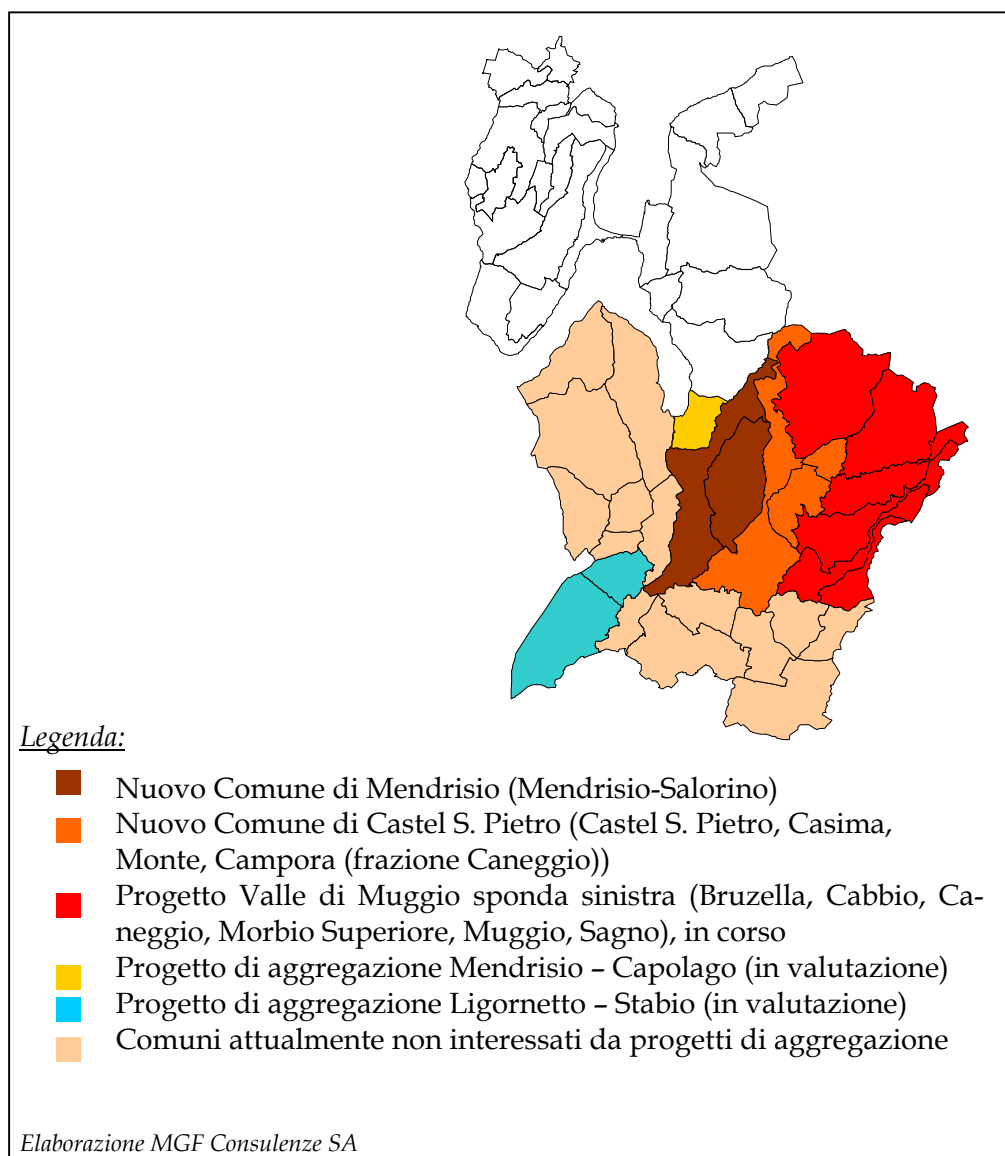 Legenda:
Nuovo Comune di Mendrisio (Mendrisio-Salorino)
Nuovo Comune di Castel S. Pietro (Castel S. Pietro, Casima,
Monte, Campora (frazione Caneggio))
Progetto Valle di Muggio sponda sinistra (Bruzella, Cabbio, Ca-
neggio, Morbio Superiore, Muggio, Sagno), in corso
Progetto di aggregazione Mendrisio – Capolago (in valutazione)
Progetto di aggregazione Ligornetto – Stabio (in valutazione)
Comuni attualmente non interessati da progetti di aggregazione
Elaborazione MGF Consulenze SA